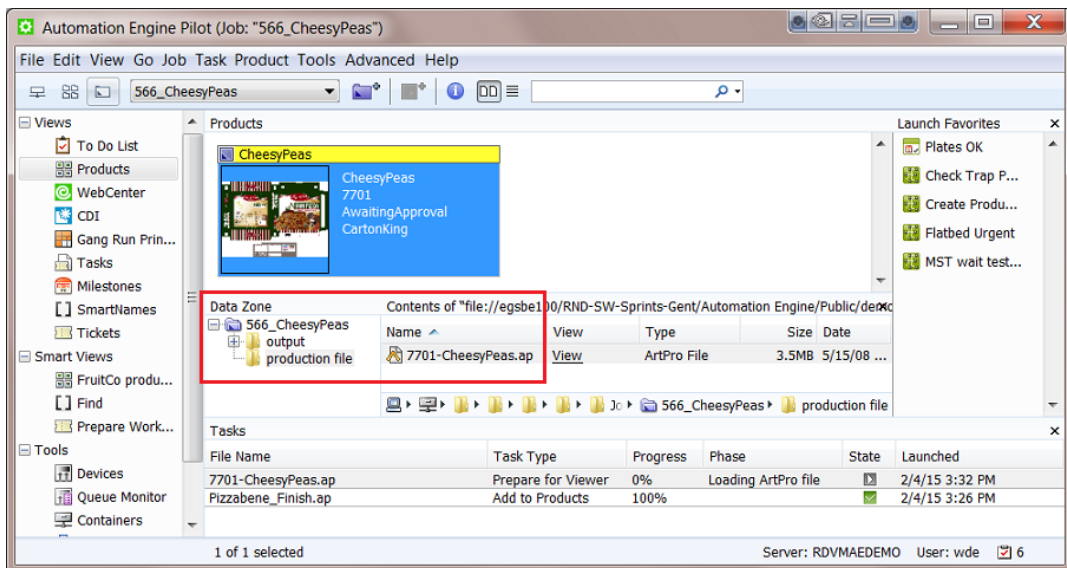 Automation Engine Pilot (Job: "566_CheesyPeas")
File Edit View Go Job Task Product Tools Advanced Help
566_CheesyPeas
Views
To Do List
Products
WebCenter
CDI
Gang Run Prin...
Tasks
Milestones
SmartNames
Tickets
Smart Views
FruitCo produ...
Find
Prepare Work...
Tools
Devices
Queue Monitor
Containers
Products
CheesyPeas
CheesyPeas
7701
AwaitingApproval
CartonKing
Data Zone
566_CheesyPeas
output
production file
Contents of "file://egsbe100/RND-SW-Sprints-Gent/Automation Engine/Public/demo
Name View Type Size Date
7701-CheesyPeas.ap View ArtPro File 3.5MB 5/15/08 ...
566_CheesyPeas production file
Launch Favorites
Plates OK
Check Trap P...
Create Produ...
Flatbed Urgent
MST wait test...
Tasks
File Name Task Type Progress Phase State Launched
7701-CheesyPeas.ap Prepare for Viewer 0% Loading ArtPro file 2/4/15 3:32 PM
Pizzabene_Finish.ap Add to Products 100% 2/4/15 3:26 PM
1 of 1 selected
Server: RDVMAEDEMO User: wde 6